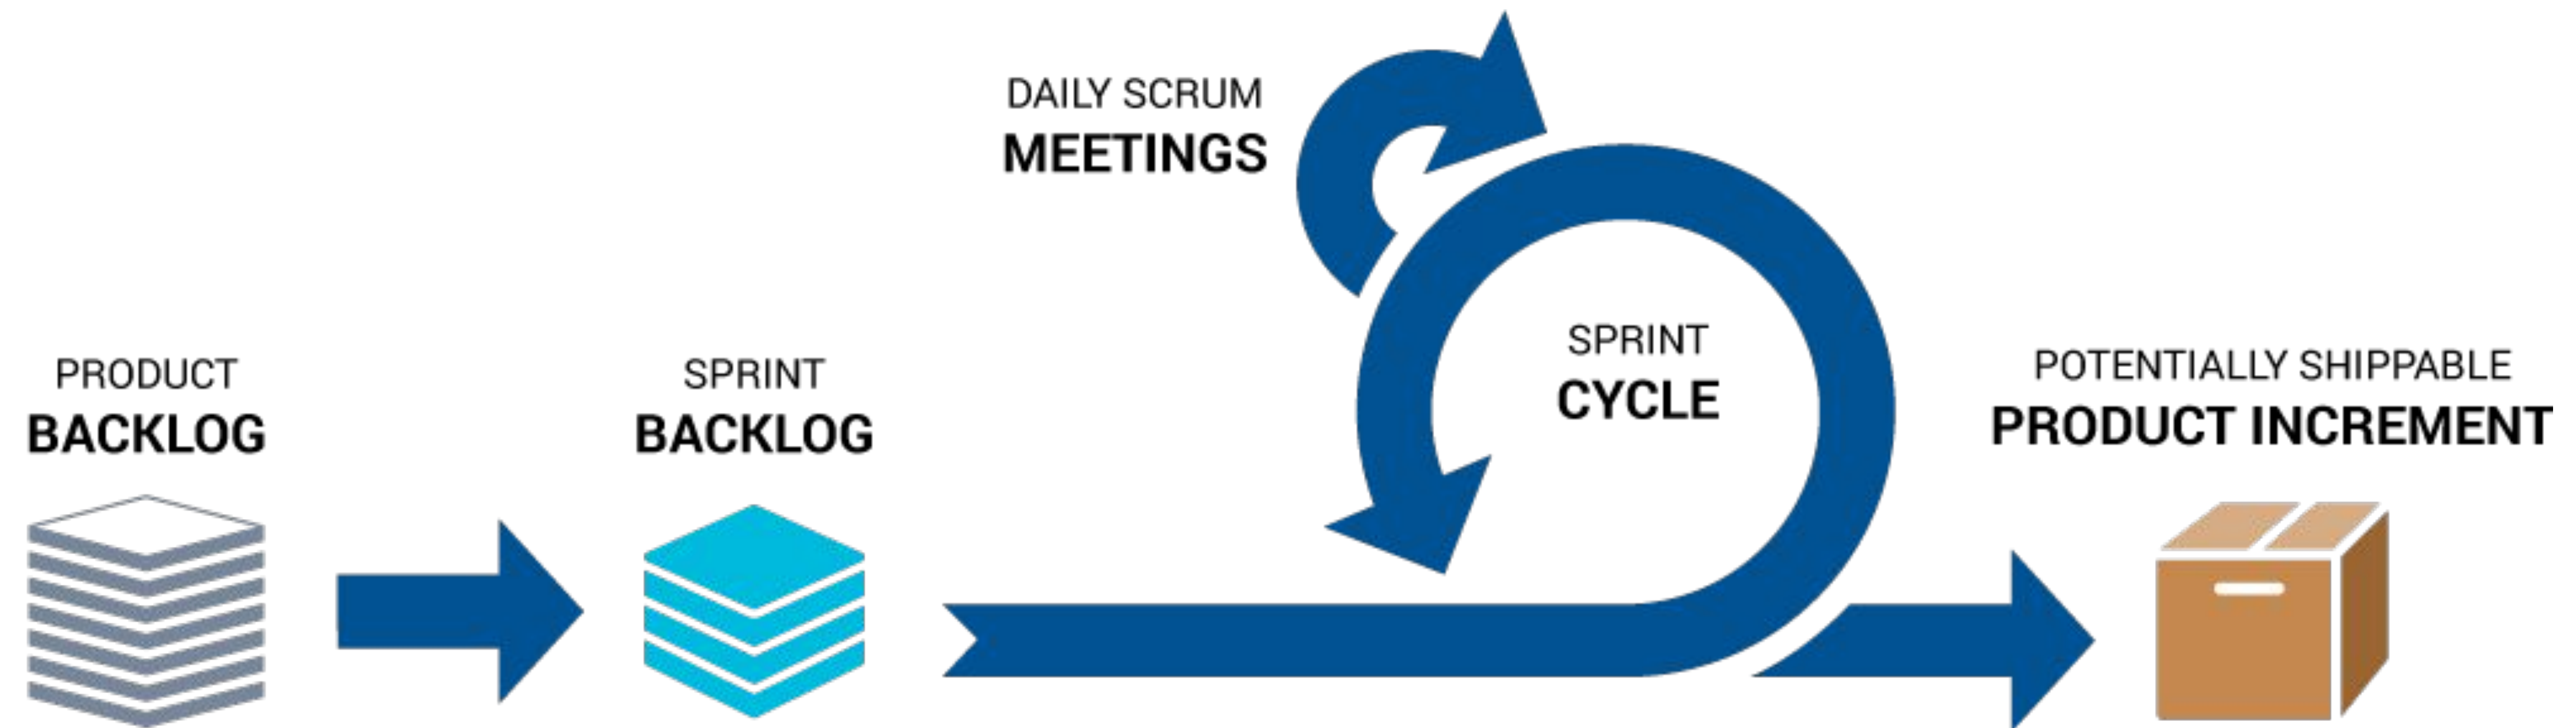 PRODUCT
BACKLOG
SPRINT
BACKLOG
DAILY SCRUM
MEETINGS
SPRINT
CYCLE
POTENTIALLY SHIPPABLE
PRODUCT INCREMENT